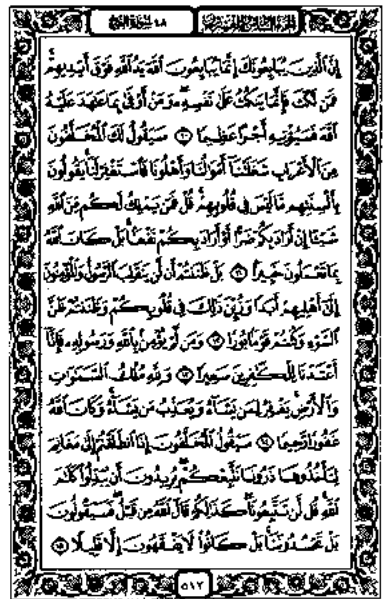 الجزء السادس والعشرون ٤٨ سورة الفتح
إن الذين يبايعونك إنما يبايعون الله يد الله فوق أيديهم
فمن نكث فإنما ينكث على نفسه ومن أوفى بما عاهد عليه
الله فسيؤتيه أجرا عظيما ١٠ سيقول لك المخلفون
من الأعراب شغلتنا أموالنا وأهلونا فاستغفر لنا يقولون
بألسنتهم ما ليس في قلوبهم قل فمن يملك لكم من الله
شيئا إن أراد بكم ضرا أو أراد بكم نفعا بل كان الله
بما تعملون خبيرا ١١ بل ظننتم أن لن ينقلب الرسول والمؤمنون
إلى أهليهم أبدا وزين ذلك في قلوبكم وظننتم ظن
السوء وكنتم قوما بورا ١٢ ومن لم يؤمن بالله ورسوله فإنا
أعتدنا للكافرين سعيرا ١٣ ولله ملك السماوات
والأرض يغفر لمن يشاء ويعذب من يشاء وكان الله
غفورا رحيما ١٤ سيقول المخلفون إذا انطلقتم إلى مغانم
لتأخذوها ذرونا نتبعكم يريدون أن يبدلوا كلام
الله قل لن تتبعونا كذلكم قال الله من قبل فسيقولون
بل تحسدوننا بل كانوا لا يفقهون إلا قليلا ١٥
٥١٢